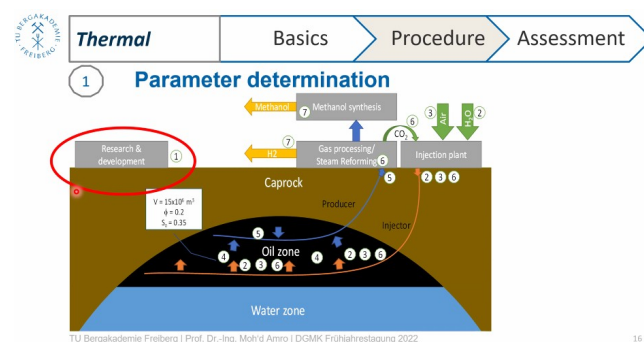 TU BERGAKADEMIE
FREIBERG
Thermal
Basics
Procedure
Assessment
1
Parameter determination
Methanol
7
Methanol synthesis
3
Air
H₂O
2
6
CO₂
Research &
development
1
7
H2
Gas processing/
Steam Reforming
6
Injection plant
5
2 3 6
Caprock
Producer
Injector
V = 15x10⁶ m³
ϕ = 0.2
5
Oil zone
4
2 3 6
4
2 3 6
Water zone
TU Bergakademie Freiberg | Prof. Dr.-Ing. Moh'd Amro | DGMK Frühjahrestagung 2022
16